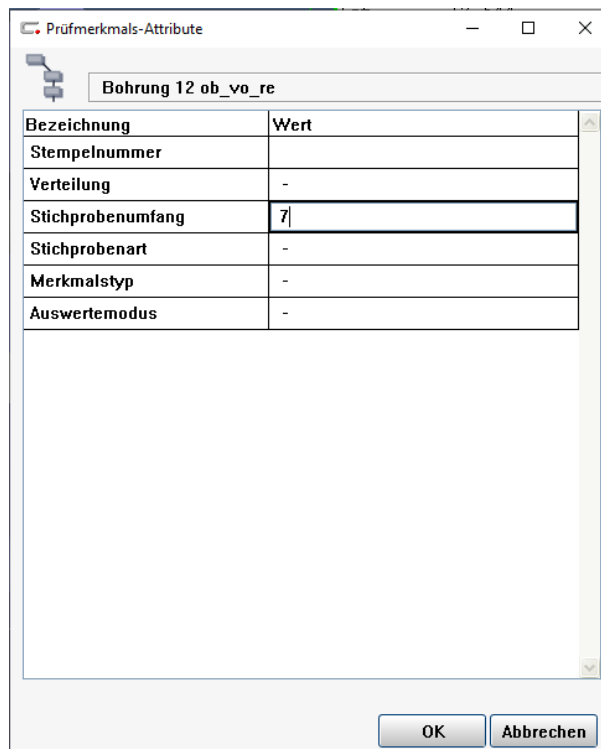 Prüfmerkmals-Attribute
Bohrung 12 ob_vo_re
Bezeichnung Wert
Stempelnummer
Verteilung -
Stichprobenumfang 7
Stichprobenart -
Merkmalstyp -
Auswertemodus -
OK Abbrechen